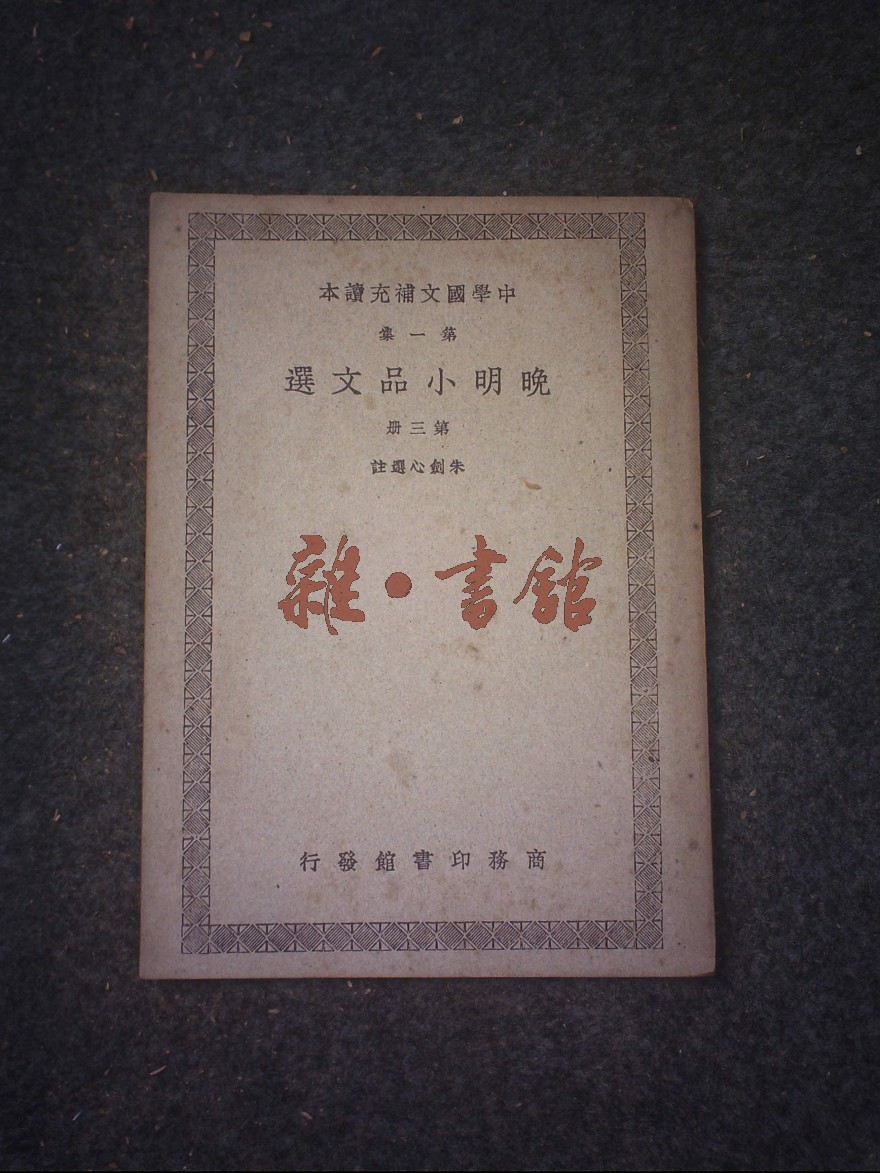 中學國文補充讀本
第一集
晚明小品文選
第三册
朱劍心選註
雜·書館
商務印書館發行